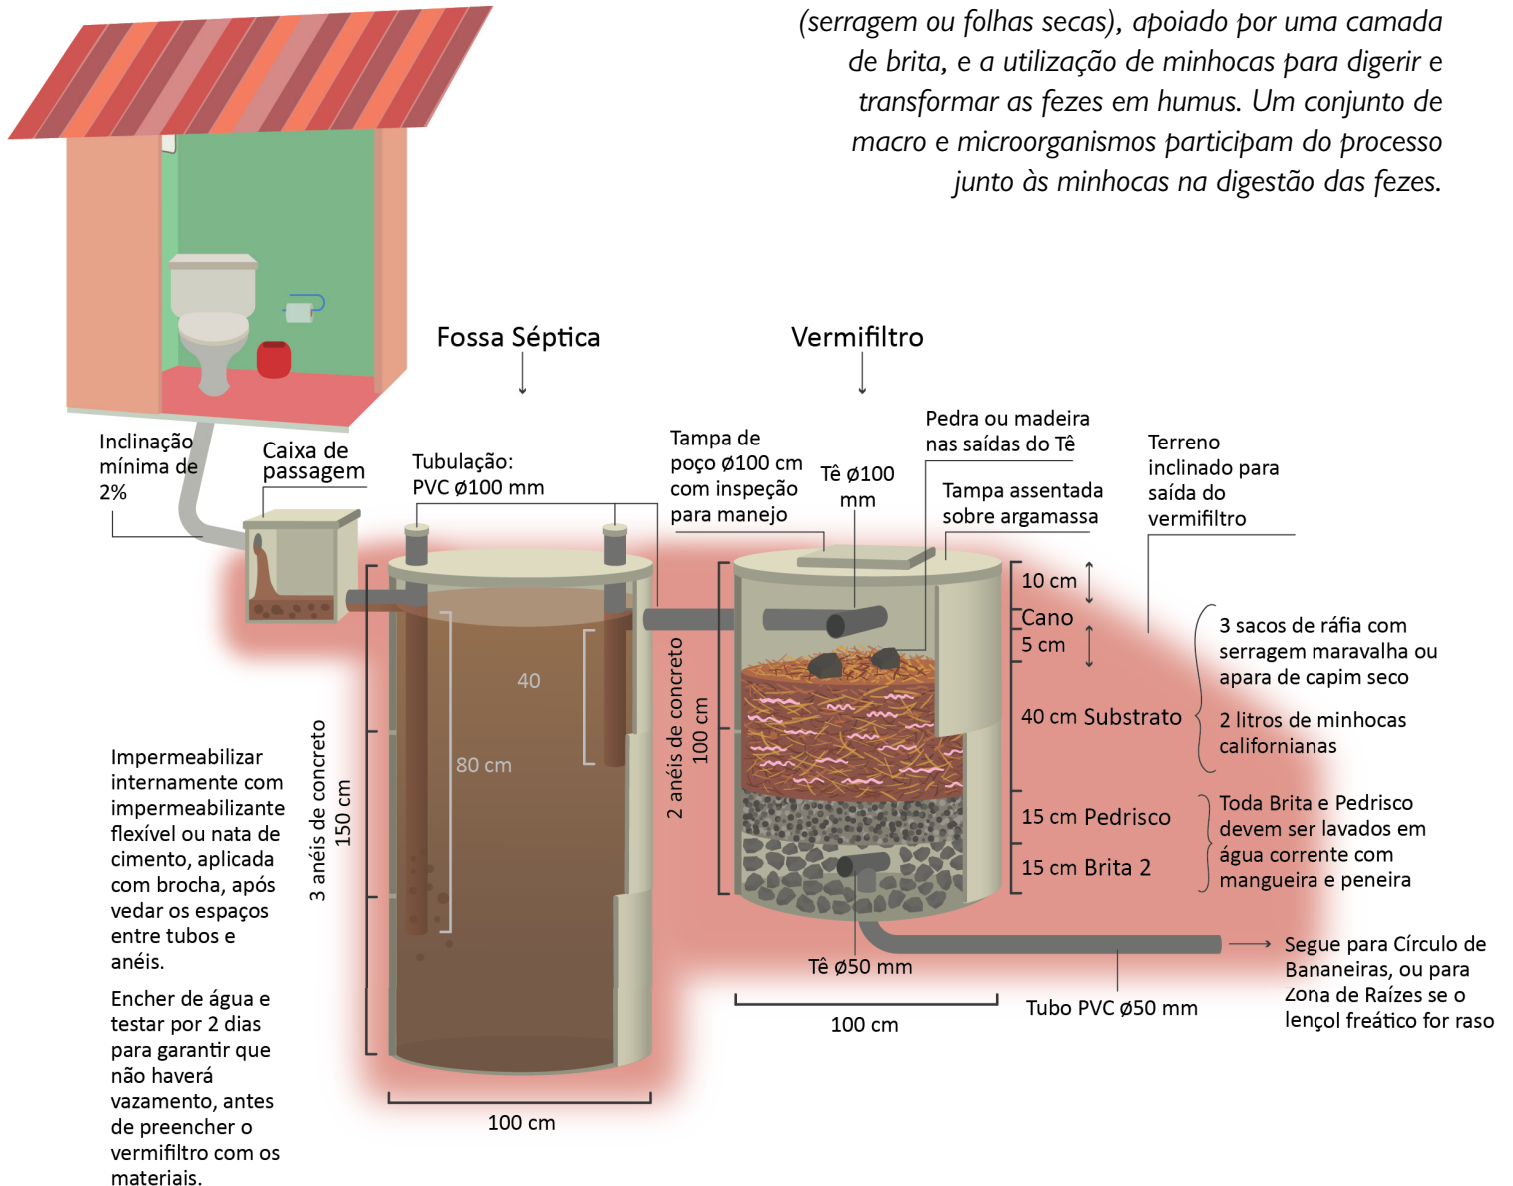 (serragem ou folhas secas), apoiado por uma camada
de brita, e a utilização de minhocas para digerir e
transformar as fezes em humus. Um conjunto de
macro e microorganismos participam do processo
junto às minhocas na digestão das fezes.
Fossa Séptica
Vermifiltro
Inclinação
mínima de
2%
Caixa de
passagem
Tubulação:
PVC ø100 mm
Tampa de
poço ø100 cm
com inspeção
para manejo
Tê ø100
mm
Pedra ou madeira
nas saídas do Tê
Tampa assentada
sobre argamassa
Terreno
inclinado para
saída do
vermifiltro
10 cm
Cano
5 cm
40 cm Substrato
15 cm Pedrisco
15 cm Brita 2
3 sacos de ráfia com
serragem maravalha ou
apara de capim seco
2 litros de minhocas
californianas
Toda Brita e Pedrisco
devem ser lavados em
água corrente com
mangueira e peneira
40
80 cm
3 anéis de concreto
150 cm
2 anéis de concreto
100 cm
Impermeabilizar
internamente com
impermeabilizante
flexível ou nata de
cimento, aplicada
com brocha, após
vedar os espaços
entre tubos e
anéis.
Encher de água e
testar por 2 dias
para garantir que
não haverá
vazamento, antes
de preencher o
vermifiltro com os
materiais.
Tê ø50 mm
100 cm
Tubo PVC ø50 mm
Segue para Círculo de
Bananeiras, ou para
Zona de Raízes se o
lençol freático for raso
100 cm